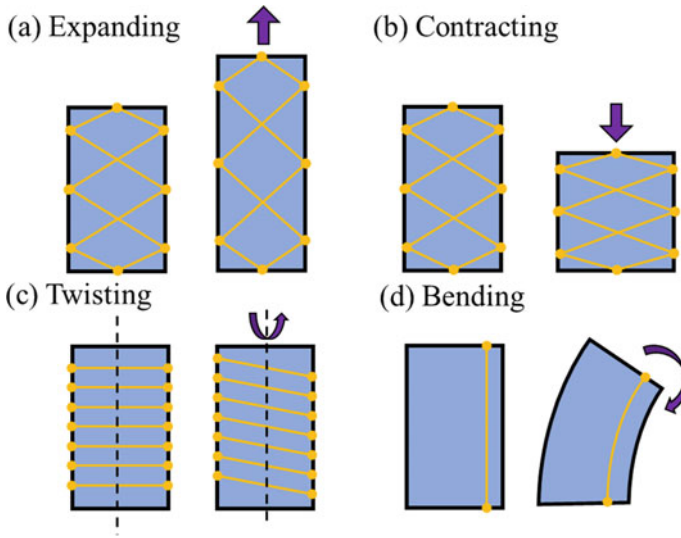 (a) Expanding
(b) Contracting
(c) Twisting
(d) Bending